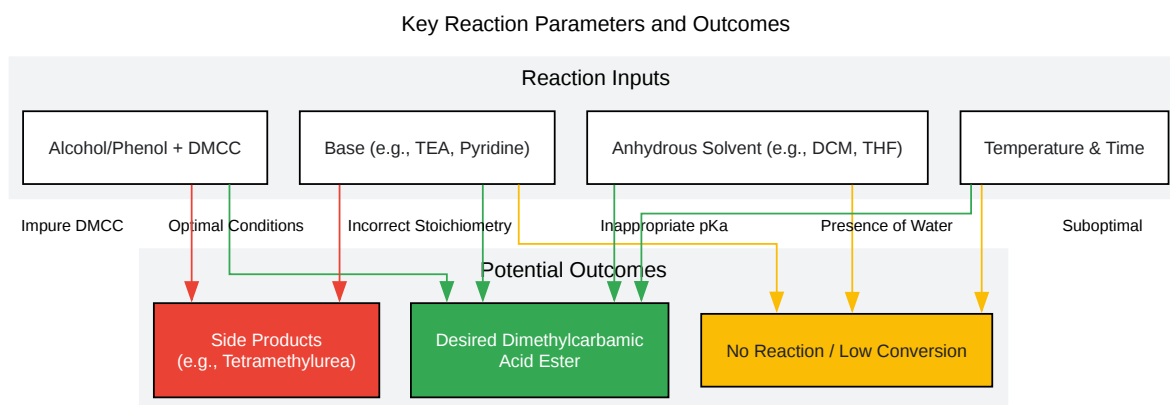 Key Reaction Parameters and Outcomes
Reaction Inputs
Alcohol/Phenol + DMCC
Base (e.g., TEA, Pyridine)
Anhydrous Solvent (e.g., DCM, THF)
Temperature & Time
Impure DMCC
Optimal Conditions
Incorrect Stoichiometry
Inappropriate pKa
Presence of Water
Suboptimal
Potential Outcomes
Side Products
(e.g., Tetramethylurea)
Desired Dimethylcarbamic
Acid Ester
No Reaction / Low Conversion